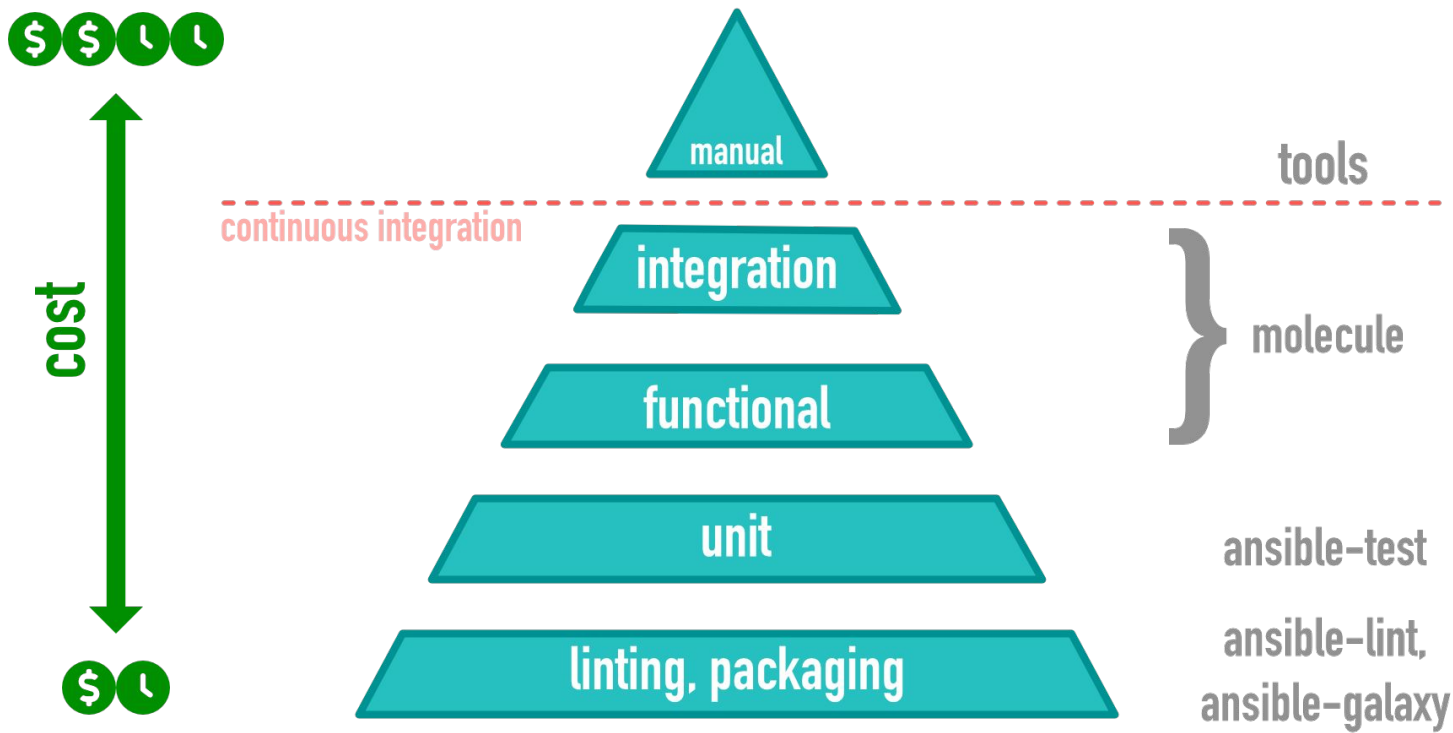 $ $
manual
tools
continuous integration
integration
cost
molecule
functional
unit
ansible-test
linting, packaging
ansible-lint,
ansible-galaxy
$